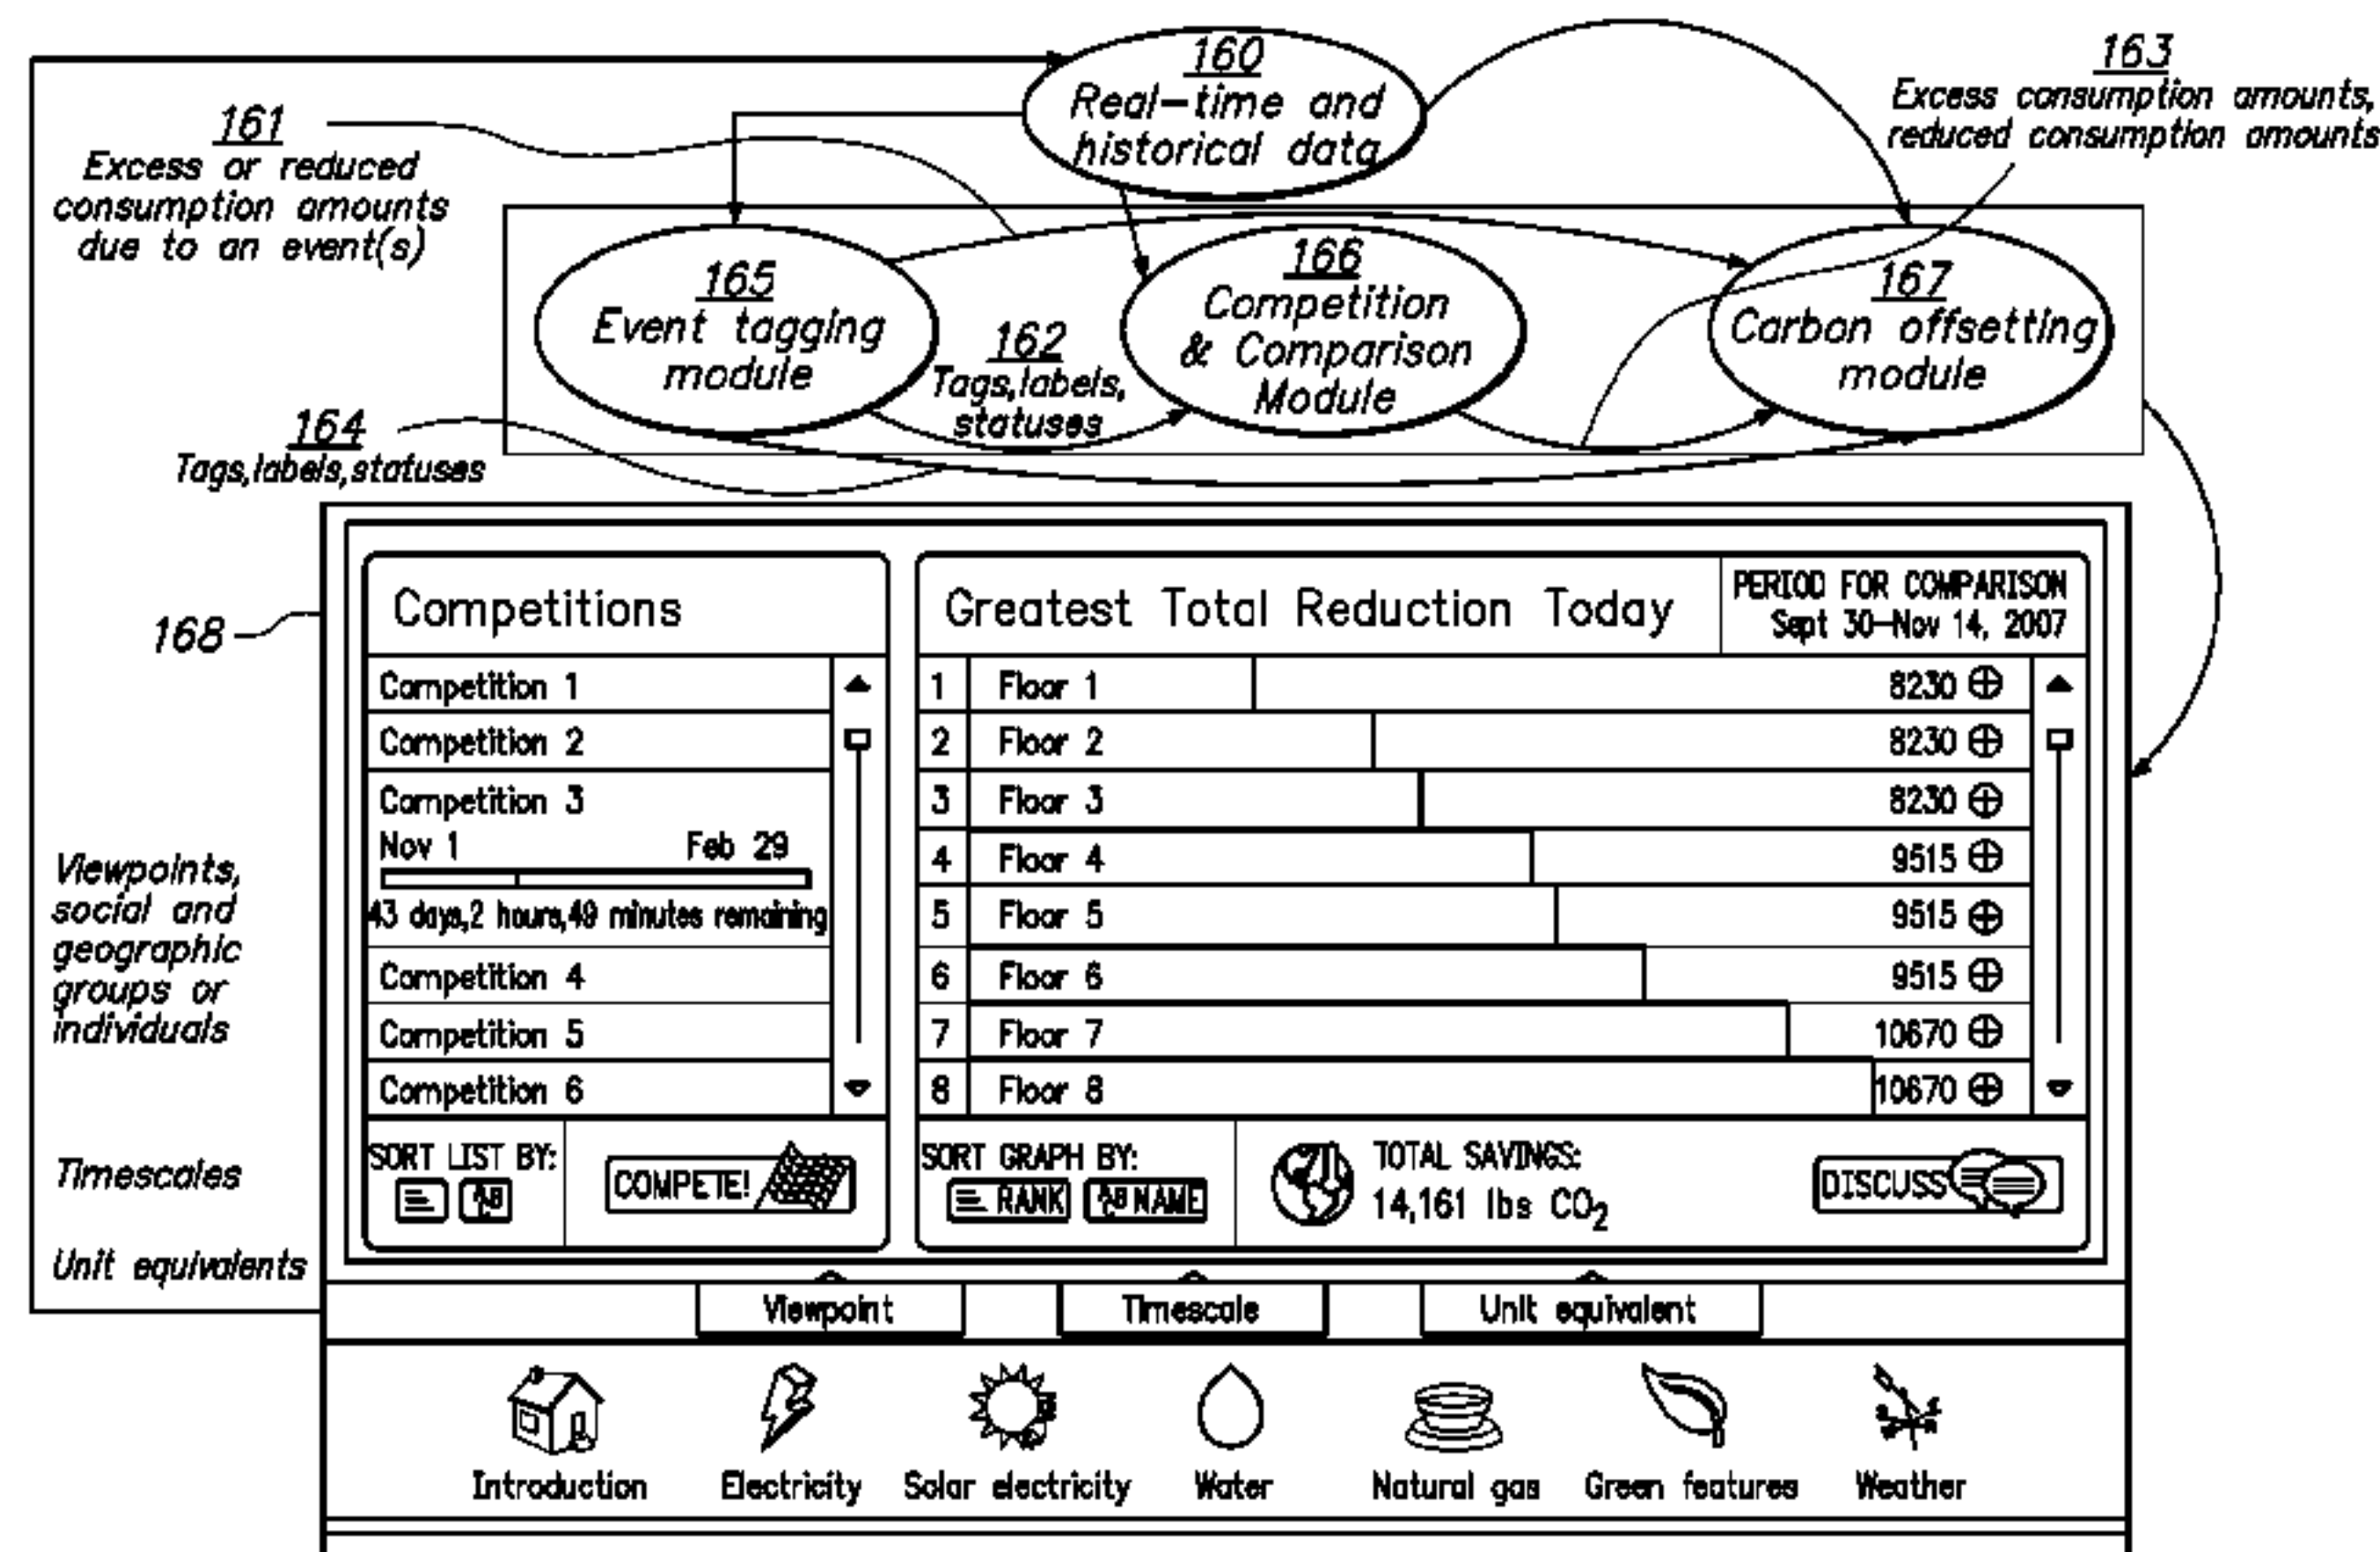 160
Real-time and
historical data
161
Excess or reduced
consumption amounts
due to an event(s)
163
Excess consumption amounts,
reduced consumption amounts
165
Event tagging
module
162
Tags,labels,
statuses
166
Competition
& Comparison
Module
167
Carbon offsetting
module
164
Tags,labels,statuses
168
Competitions
Competition 1
Competition 2
Competition 3
Nov 1 Feb 29
43 days,2 hours,49 minutes remaining
Competition 4
Competition 5
Competition 6
SORT LIST BY:
COMPETE!
Greatest Total Reduction Today
PERIOD FOR COMPARISON
Sept 30-Nov 14, 2007
1 Floor 1 8230
2 Floor 2 8230
3 Floor 3 8230
4 Floor 4 9515
5 Floor 5 9515
6 Floor 6 9515
7 Floor 7 10670
8 Floor 8 10670
SORT GRAPH BY:
RANK
NAME
TOTAL SAVINGS:
14,161 lbs CO2
DISCUSS
Viewpoints,
social and
geographic
groups or
individuals
Timescales
Unit equivalents
Viewpoint Timescale Unit equivalent
Introduction Electricity Solar electricity Water Natural gas Green features Weather